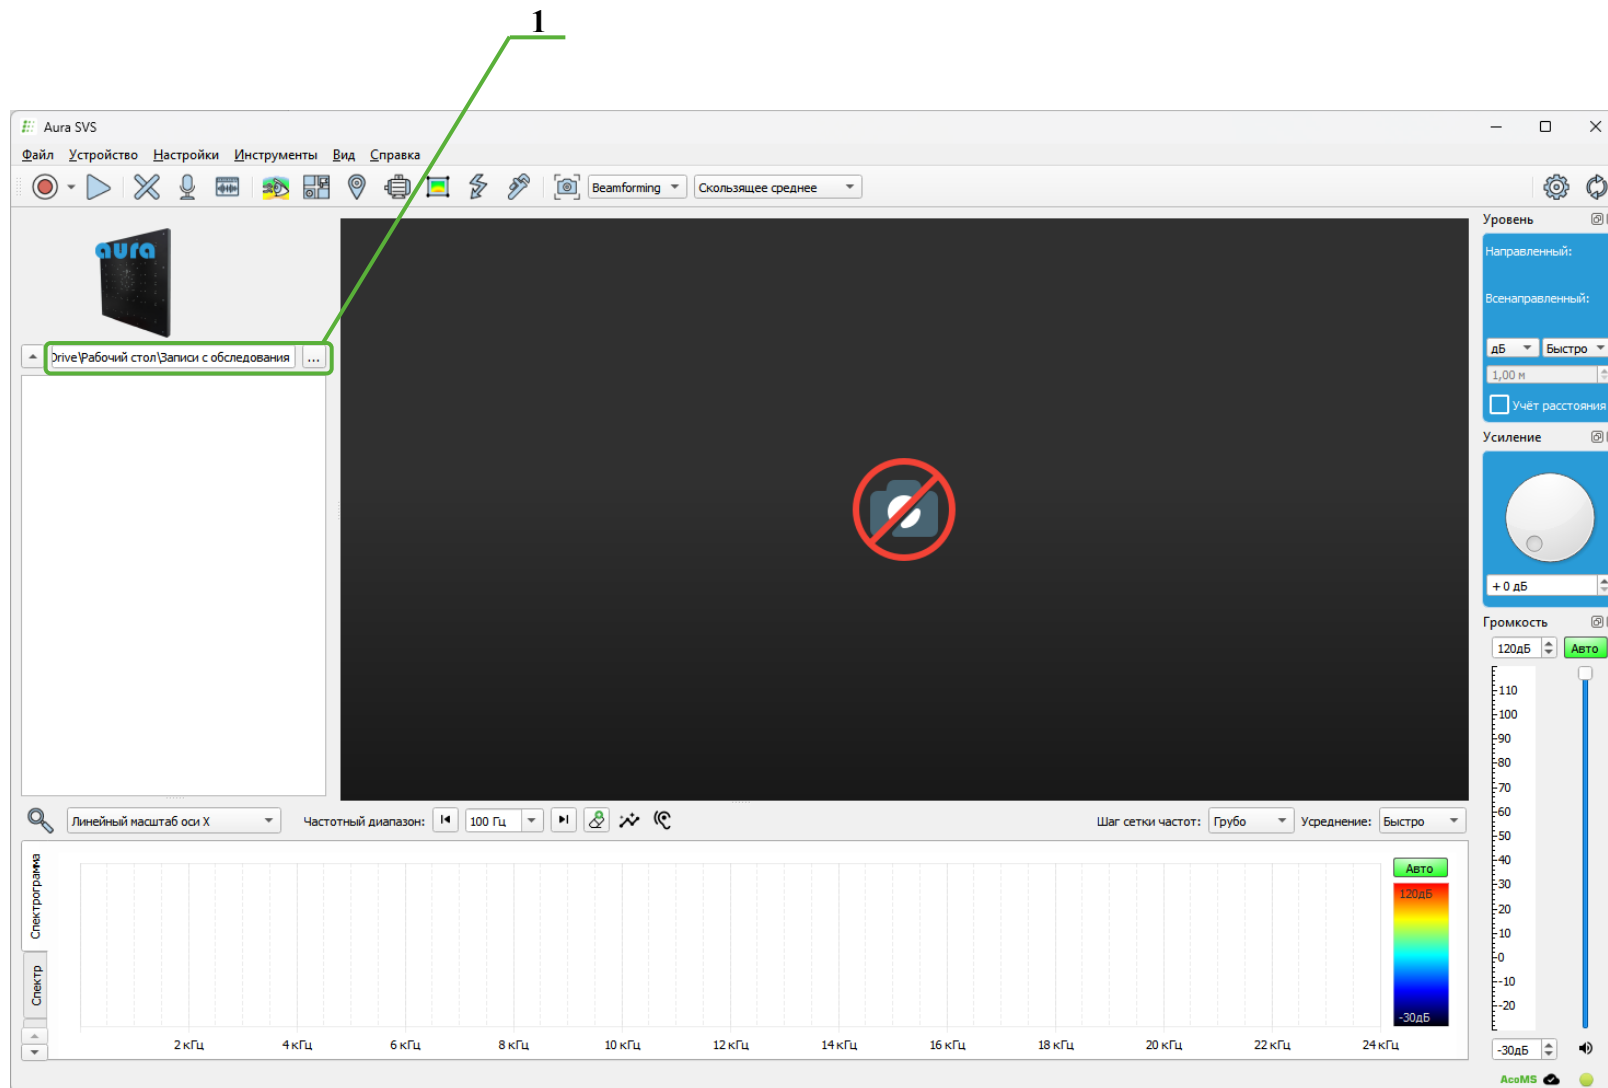 1
Aura SVS
Файл Устройство Настройки Инструменты Вид Справка
Beamforming Скользящее среднее
aura
Drive\Рабочий стол\Записи с обследования ...
Уровень
Направленный:
Всенаправленный:
дБ Быстро
1,00 м
Учёт расстояния
Усиление
+ 0 дБ
Громкость
120дБ Авто
110
100
90
80
70
60
50
40
30
20
10
0
-10
-20
-30дБ
AcoMS
Линейный масштаб оси X Частотный диапазон: 100 Гц Шаг сетки частот: Грубо Усреднение: Быстро
Спектрограмма
Спектр
Авто
120дБ
-30дБ
2 кГц 4 кГц 6 кГц 8 кГц 10 кГц 12 кГц 14 кГц 16 кГц 18 кГц 20 кГц 22 кГц 24 кГц